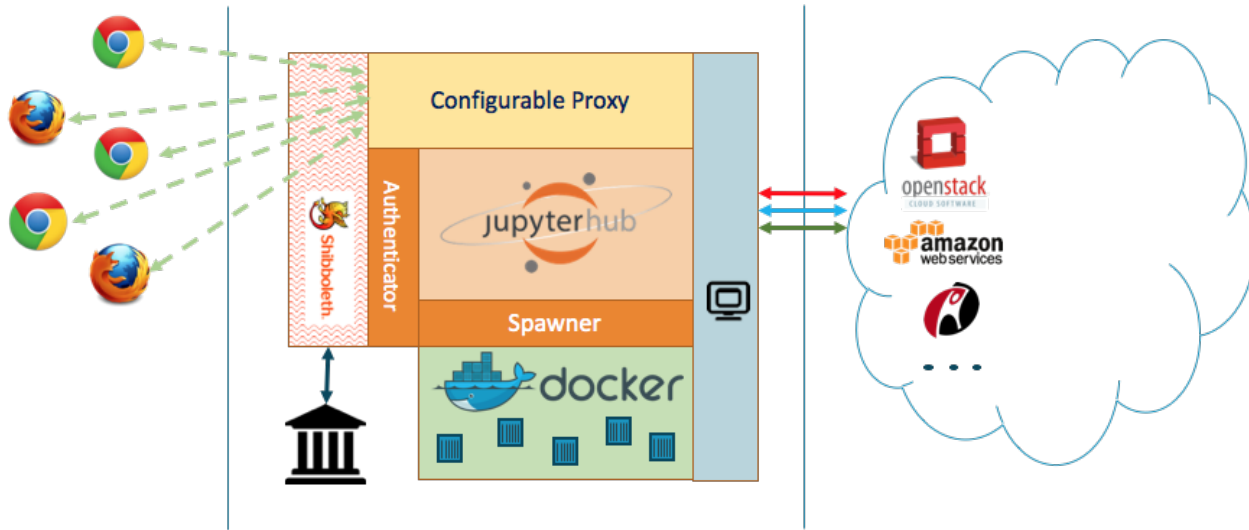 Configurable Proxy
Authenticator
jupyterhub
Shibboleth.
Spawner
docker
openstack
CLOUD SOFTWARE
amazon
web services